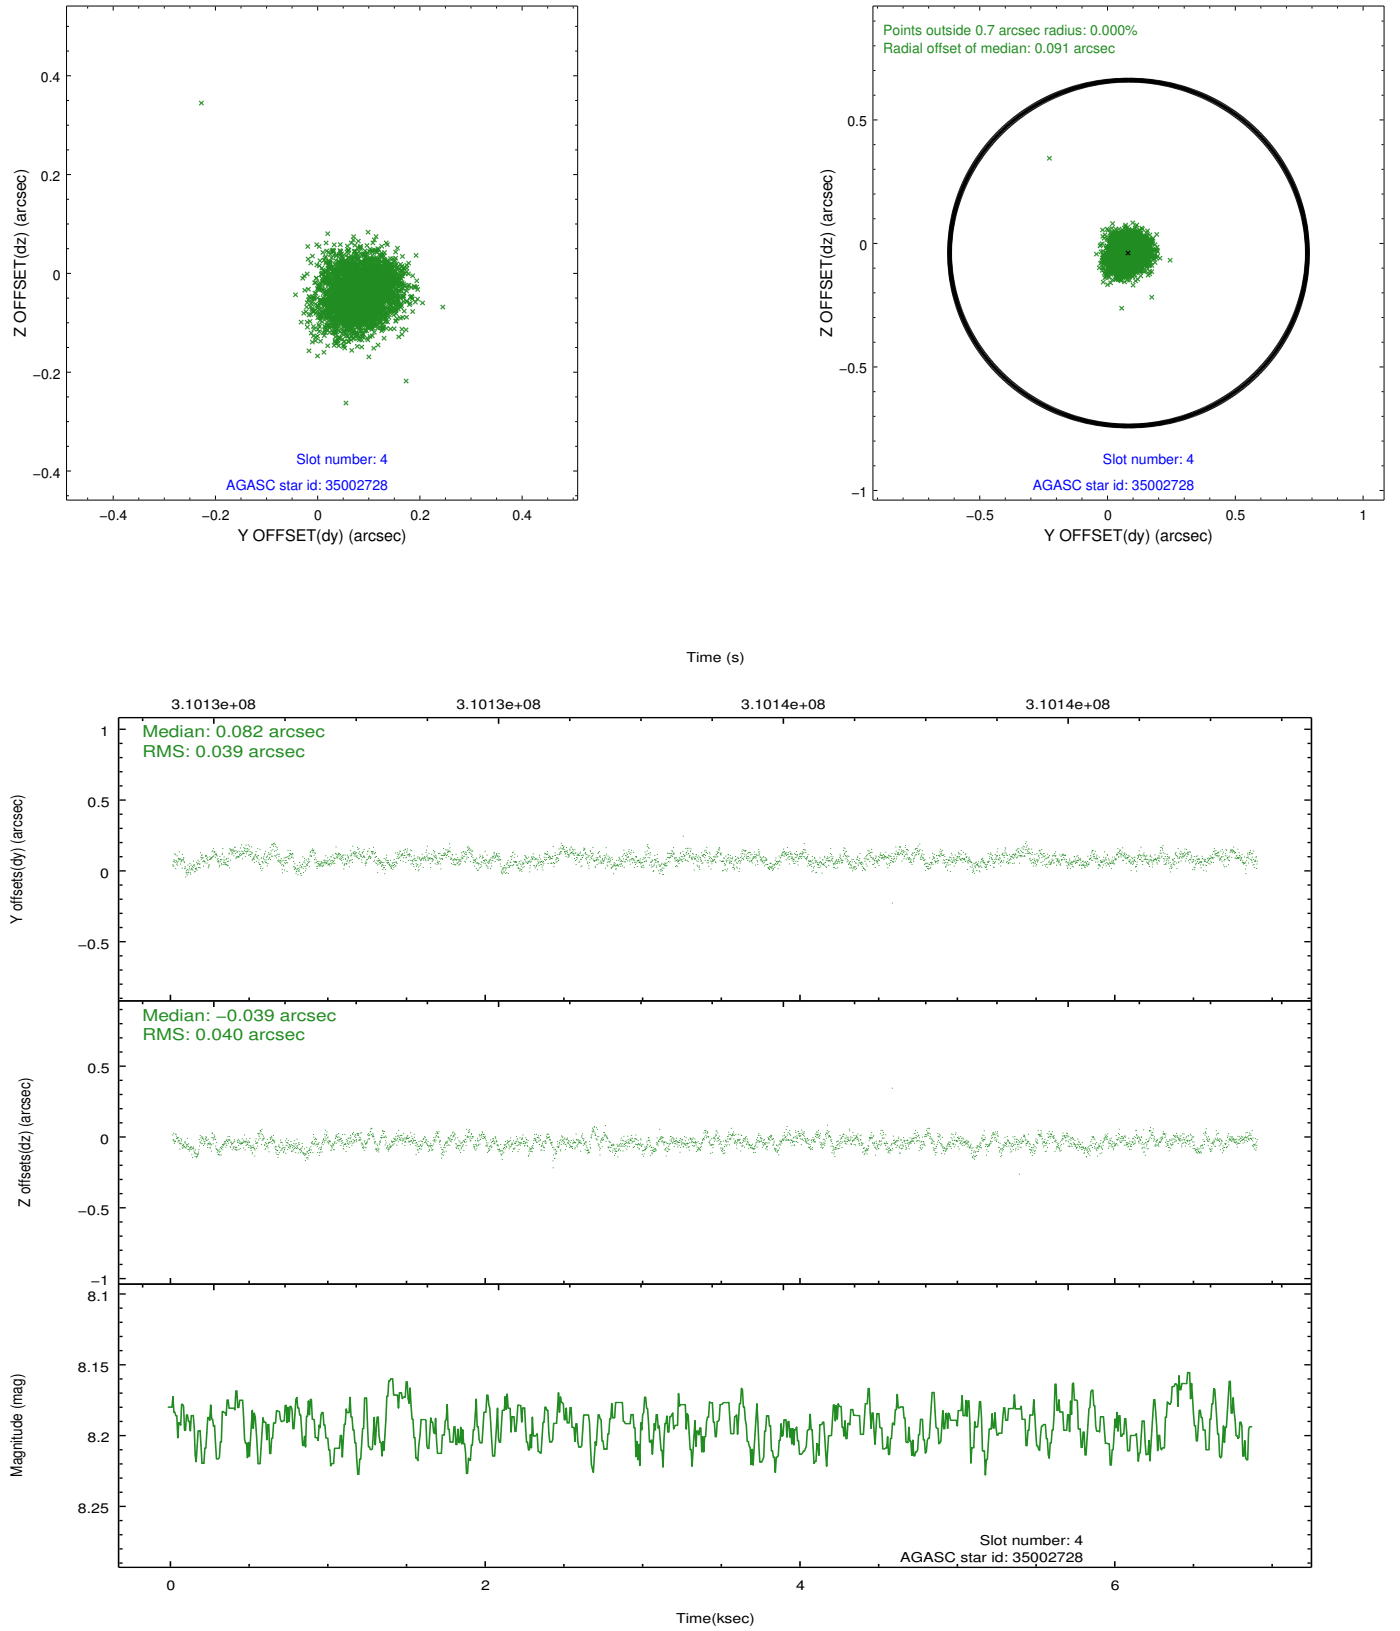 0.4
0.2
0
−0.2
−0.4
Z OFFSET(dz) (arcsec)
Slot number: 4
AGASC star id: 35002728
−0.4 −0.2 0 0.2 0.4
Y OFFSET(dy) (arcsec)
Points outside 0.7 arcsec radius: 0.000%
Radial offset of median: 0.091 arcsec
0.5
0
−0.5
−1
Z OFFSET(dz) (arcsec)
Slot number: 4
AGASC star id: 35002728
−0.5 0 0.5 1
Y OFFSET(dy) (arcsec)
Time (s)
3.1013e+08 3.1013e+08 3.1014e+08 3.1014e+08
Median: 0.082 arcsec
RMS: 0.039 arcsec
1
0.5
0
−0.5
Y offsets(dy) (arcsec)
Median: −0.039 arcsec
RMS: 0.040 arcsec
0.5
0
−0.5
−1
Z offsets(dz) (arcsec)
8.1
8.15
8.2
8.25
Magnitude (mag)
Slot number: 4
AGASC star id: 35002728
0 2 4 6
Time(ksec)